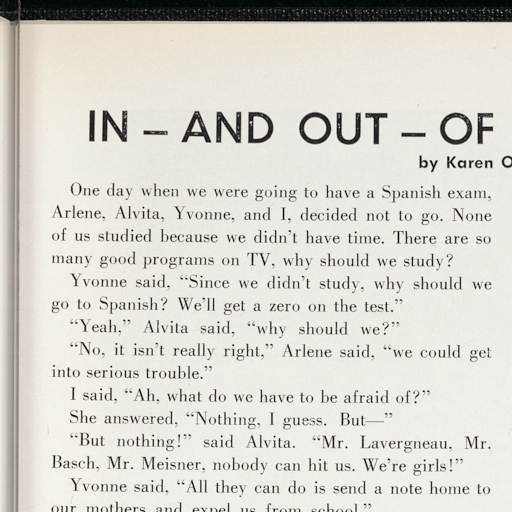 IN – AND OUT – OF
by Karen
One day when we were going to have a Spanish exam,
Arlene, Alvita, Yvonne, and I, decided not to go. None
of us studied because we didn't have time. There are so
many good programs on TV, why should we study?
Yvonne said, “Since we didn't study, why should we
go to Spanish? We'll get a zero on the test.”
“Yeah,” Alvita said, “why should we?”
“No, it isn't really right,” Arlene said, “we could get
into serious trouble.”
I said, “Ah, what do we have to be afraid of?”
She answered, “Nothing, I guess. But—”
“But nothing!” said Alvita. “Mr. Lavergneau, Mr.
Basch, Mr. Meisner, nobody can hit us. We're girls!”
Yvonne said, “All they can do is send a note home to
our mothers and expel us from school.”